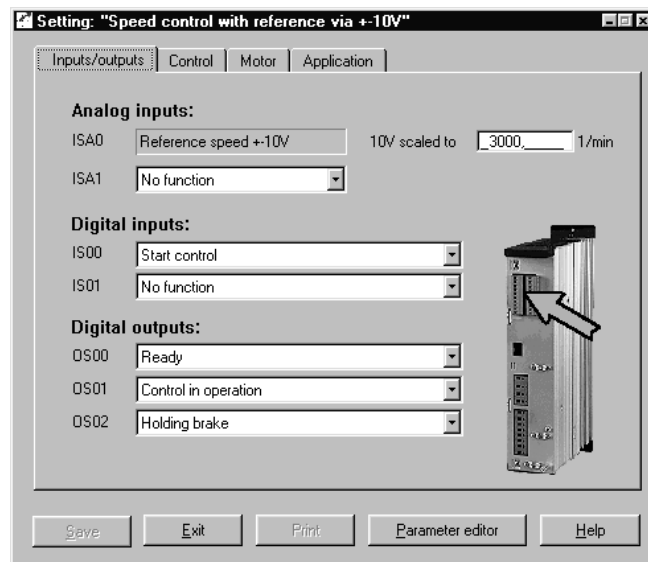 Setting: "Speed control with reference via +-10V"
Inputs/outputs Control Motor Application
Analog inputs:
ISA0 Reference speed +-10V 10V scaled to _3000,_____ 1/min
ISA1 No function
Digital inputs:
IS00 Start control
IS01 No function
Digital outputs:
OS00 Ready
OS01 Control in operation
OS02 Holding brake
Save Exit Print Parameter editor Help